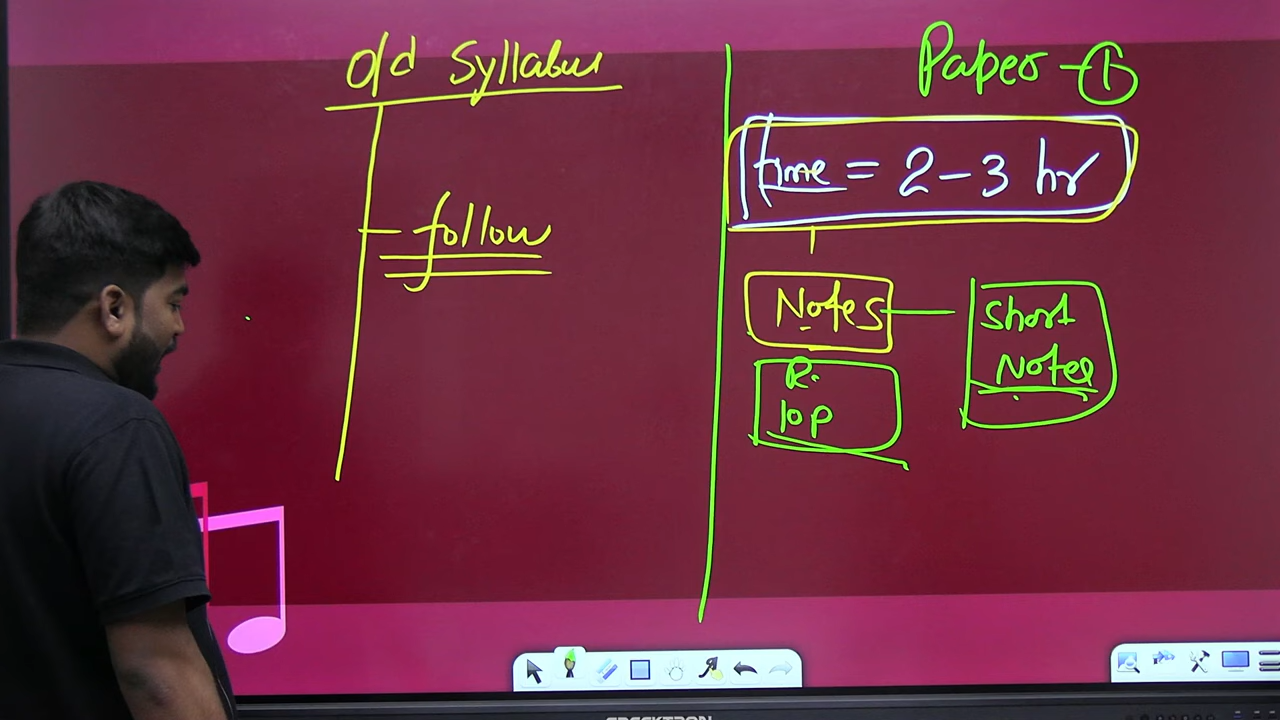 Old Syllabus
follow
Paper - 1
time = 2-3 hr
Notes
Short
Notes
R.
10p